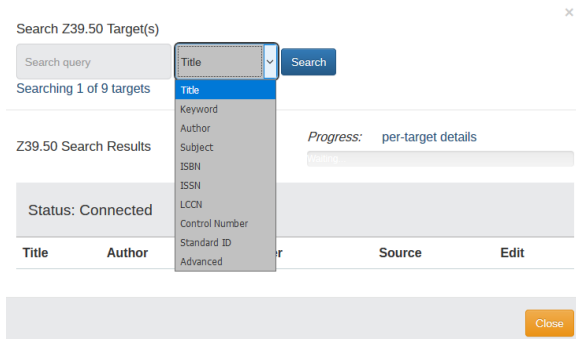 ×
Search Z39.50 Target(s)
Search query Title Search
Searching 1 of 9 targets
Title
Keyword
Author
Subject
ISBN
ISSN
LCCN
Control Number
Standard ID
Advanced
Z39.50 Search Results
Progress: per-target details
Waiting...
Status: Connected
Title Author Source Edit
Close